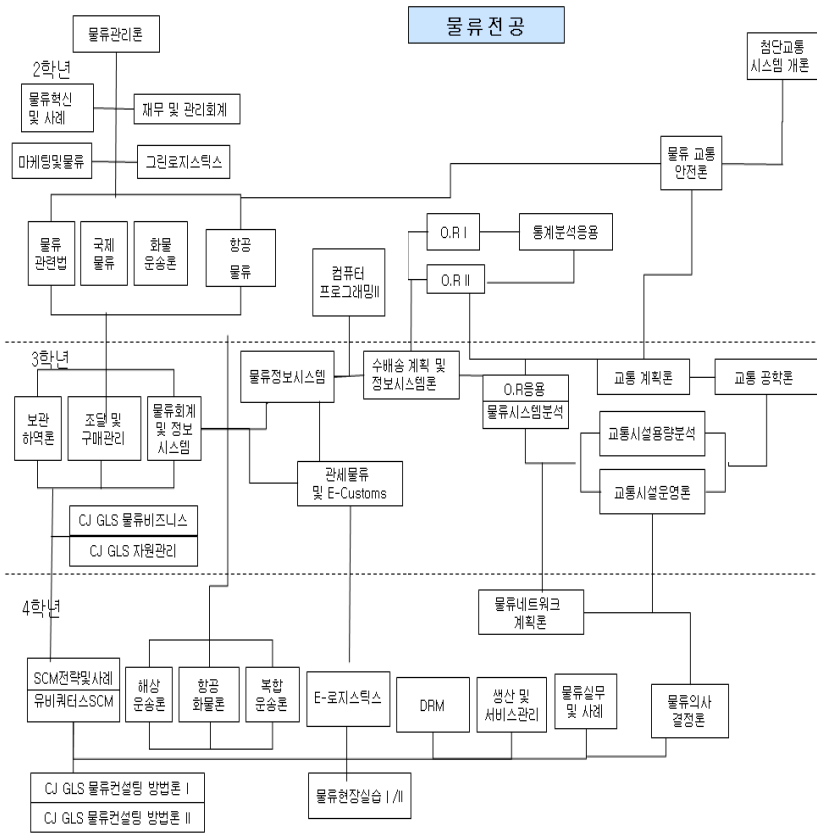 물류전공
물류관리론
첨단교통
시스템 개론
2학년
물류혁신
및 사례
재무 및 관리회계
마케팅및물류
그린로지스틱스
물류 교통
안전론
물류
관련법
국제
물류
화물
운송론
항공
물류
O.R I
통계분석응용
O.R II
컴퓨터
프로그래밍II
3학년
물류정보시스템
수배송 계획 및
정보시스템론
O.R응용
물류시스템분석
교통 계획론
교통 공학론
보관
하역론
조달 및
구매관리
물류회계
및 정보
시스템
교통시설용량분석
관세물류
및 E-Customs
교통시설운영론
CJ GLS 물류비즈니스
CJ GLS 자원관리
4학년
물류네트워크
계획론
SCM전략및사례
유비쿼터스SCM
해상
운송론
항공
화물론
복합
운송론
E-로지스틱스
DRM
생산 및
서비스관리
물류실무
및 사례
물류의사
결정론
CJ GLS 물류컨설팅 방법론 I
CJ GLS 물류컨설팅 방법론 II
물류현장실습 I /II